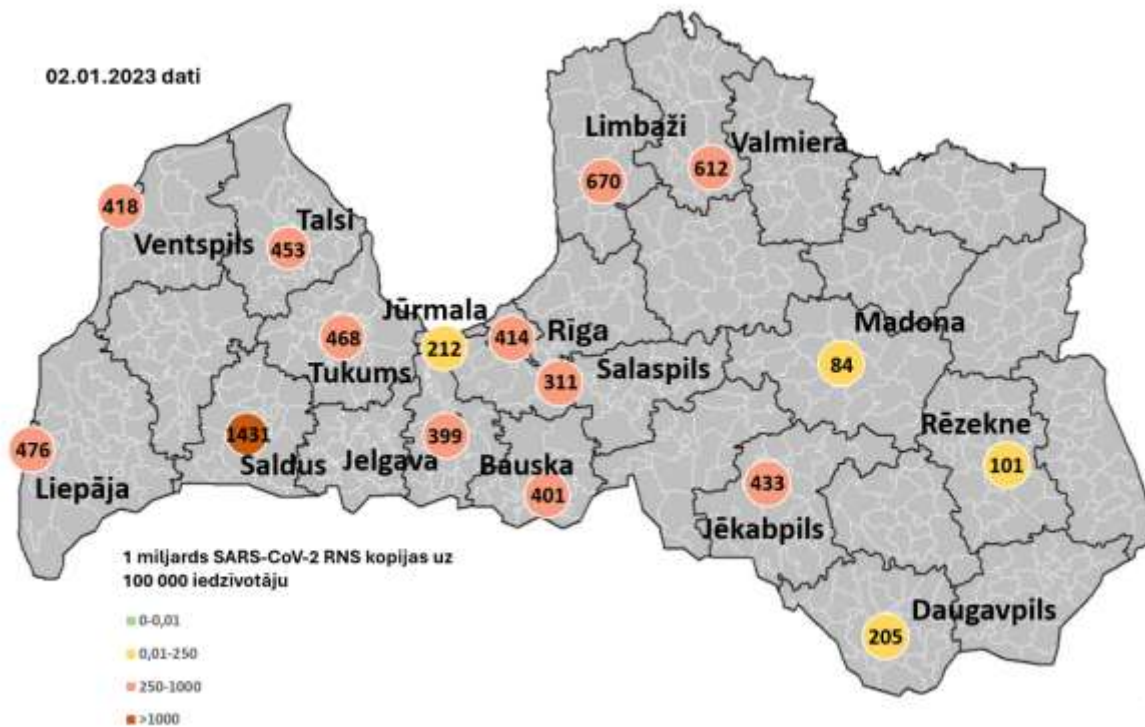 02.01.2023 dati
Limbaži
Valmiera
670
612
418
Talsi
Ventspils
453
Jūrmala
Rīga
Madona
468
212
414
84
Tukums
311
Salaspils
Rēzekne
1431
399
476
Saldus
Jelgava
Bauska
101
Liepāja
401
433
Jēkabpils
1 miljards SARS-CoV-2 RNS kopijas uz
100 000 iedzīvotāju
0-0,01
Daugavpils
205
0,01-250
250-1000
>1000